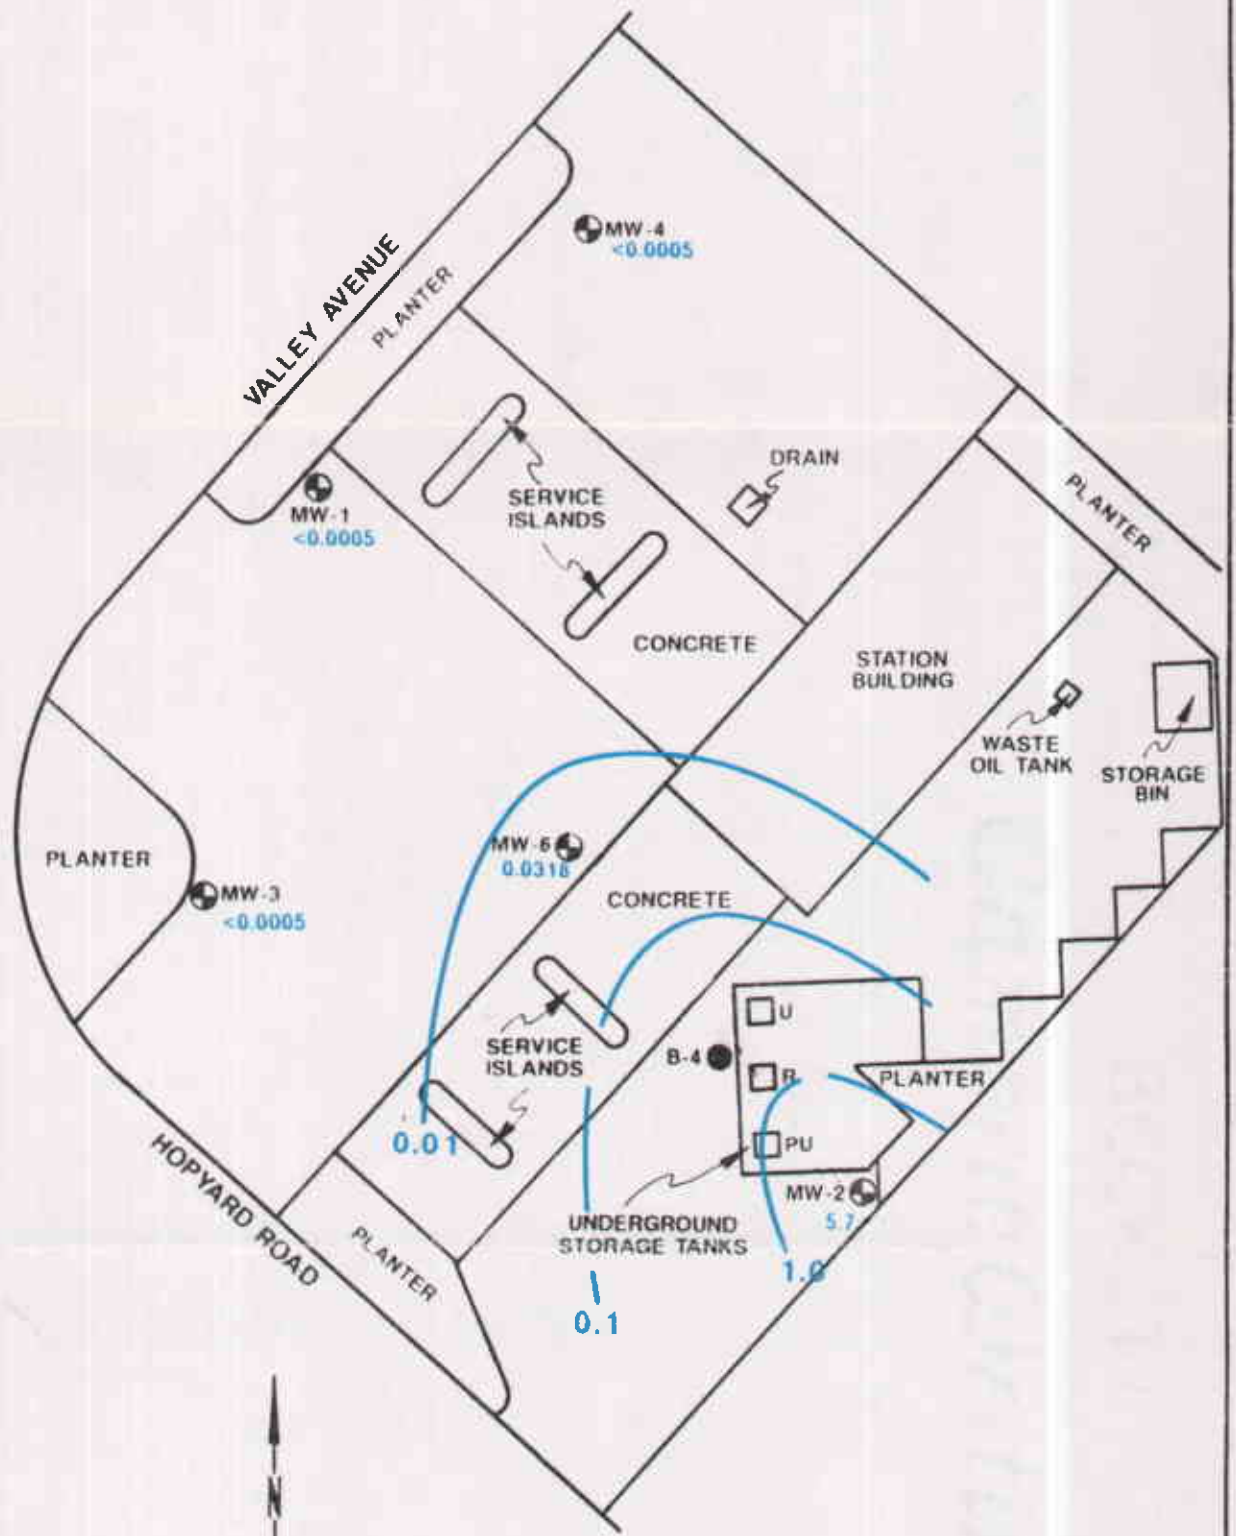 MW-4
<0.0005
VALLEY AVENUE
PLANTER
DRAIN
PLANTER
SERVICE
ISLANDS
MW-1
<0.0005
CONCRETE
STATION
BUILDING
WASTE
OIL TANK
STORAGE
BIN
PLANTER
MW-3
<0.0005
0.0318
CONCRETE
U
SERVICE
ISLANDS
B-4
R
PLANTER
0.01
PU
MW-2
5.7
HOPYARD ROAD
PLANTER
UNDERGROUND
STORAGE TANKS
1.0
0.1
N